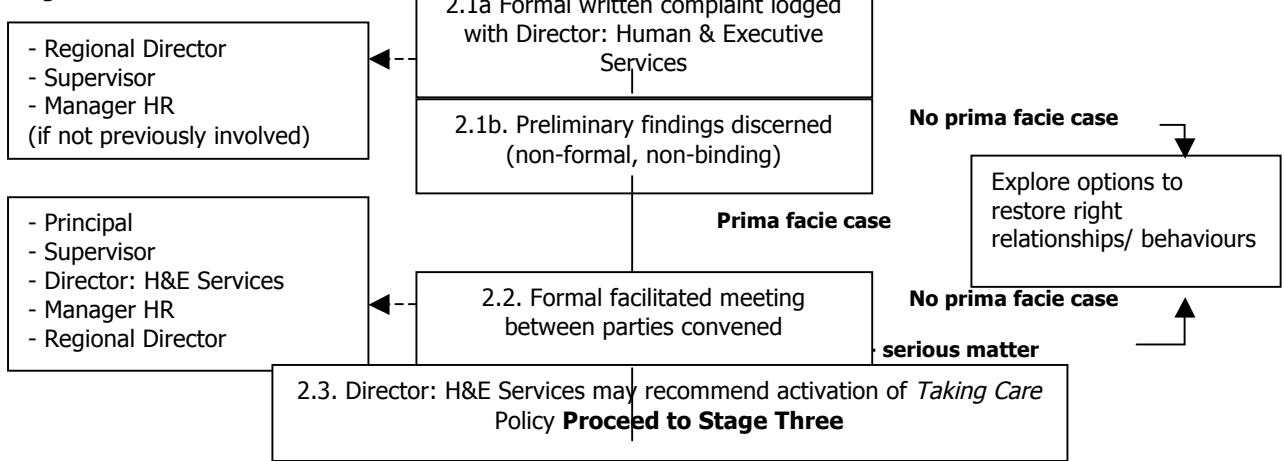 2.1a Formal written complaint lodged
with Director: Human & Executive
Services
- Regional Director
- Supervisor
- Manager HR
(if not previously involved)
2.1b. Preliminary findings discerned
(non-formal, non-binding)
No prima facie case
Explore options to
restore right
relationships/ behaviours
Prima facie case
- Principal
- Supervisor
- Director: H&E Services
- Manager HR
- Regional Director
2.2. Formal facilitated meeting
between parties convened
No prima facie case
- serious matter
2.3. Director: H&E Services may recommend activation of Taking Care
Policy Proceed to Stage Three